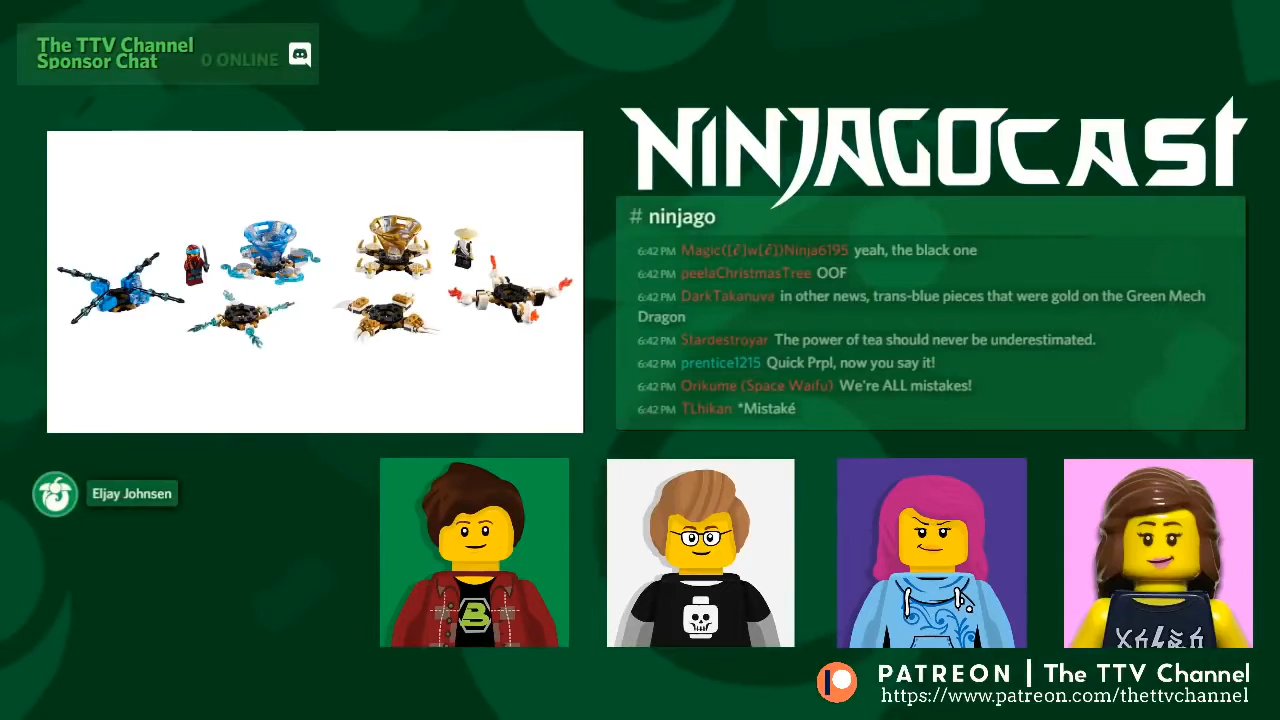 The TTV Channel
Sponsor Chat
0 ONLINE
NINJAGOCAST
# ninjago
6:42 PM Magic([ĉ]w[ĉ])Ninja6195 yeah, the black one
6:42 PM peelaChristmasTree OOF
6:42 PM DarkTakanuva in other news, trans-blue pieces that were gold on the Green Mech
Dragon
6:42 PM Stardestroyar The power of tea should never be underestimated.
6:42 PM prentice1215 Quick Prpl, now you say it!
6:42 PM Orikume (Space Waifu) We're ALL mistakes!
6:42 PM TLhikan *Mistaké
Eljay Johnsen
B
PATREON | The TTV Channel
https://www.patreon.com/thettvchannel